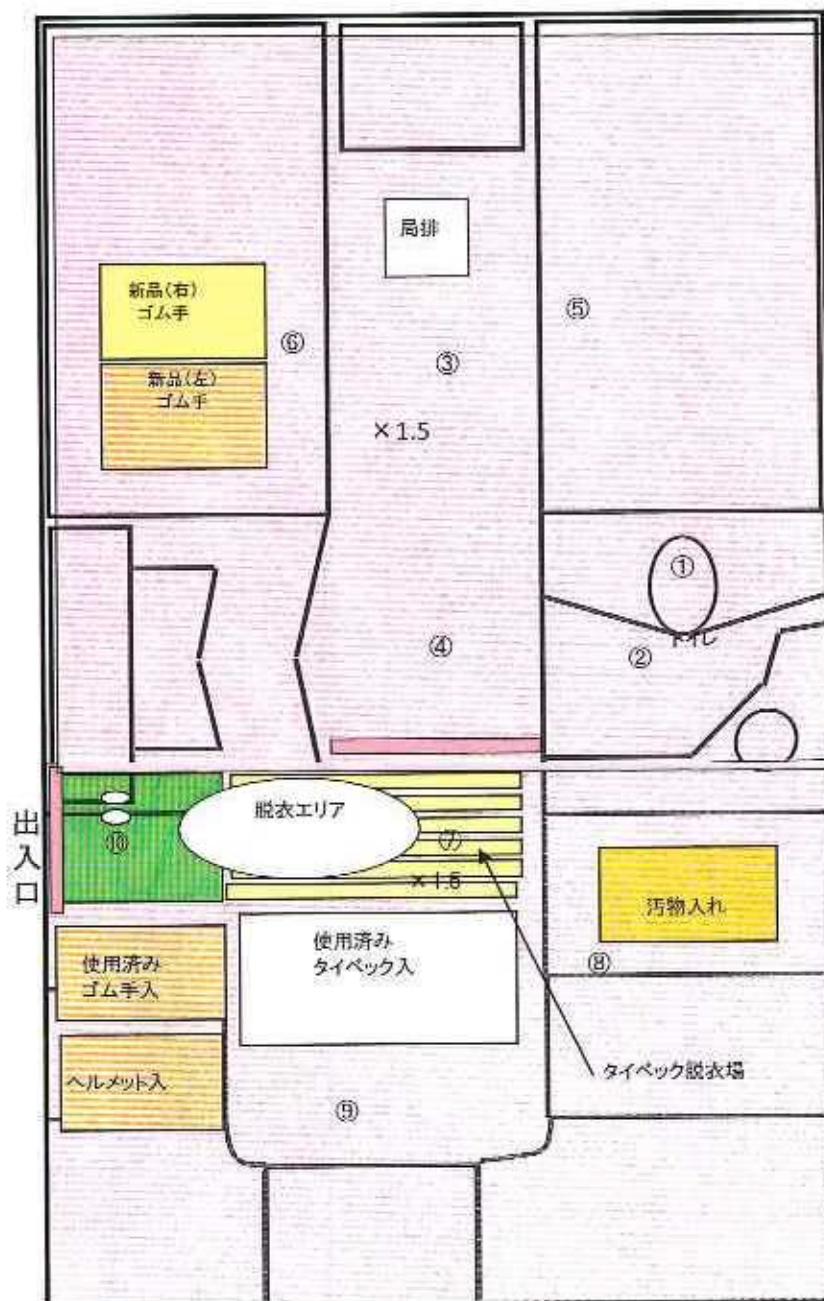 局排
新品(右)
ゴム手
⑤
⑥
③
新品(左)
ゴム手
×1.5
①
④
②
トイレ
出入口
脱衣エリア
⑩
⑦
×1.5
汚物入れ
使用済み
タイベック入
使用済み
ゴム手入
⑧
ヘルメット入
タイベック脱衣場
⑨